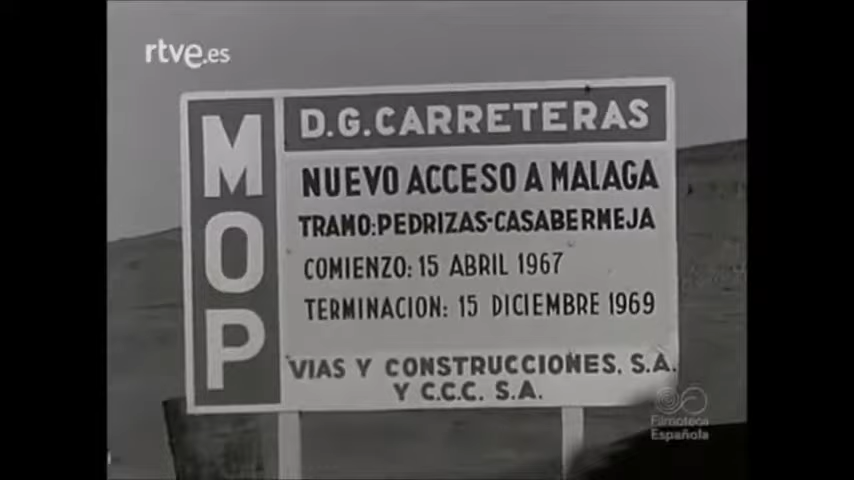 rtve.es
MOP
D.G.CARRETERAS
NUEVO ACCESO A MALAGA
TRAMO:PEDRIZAS-CASABERMEJA
COMIENZO: 15 ABRIL 1967
TERMINACION: 15 DICIEMBRE 1969
VIAS Y CONSTRUCCIONES, S.A.
Y C.C.C. S.A.
Filmoteca
Española